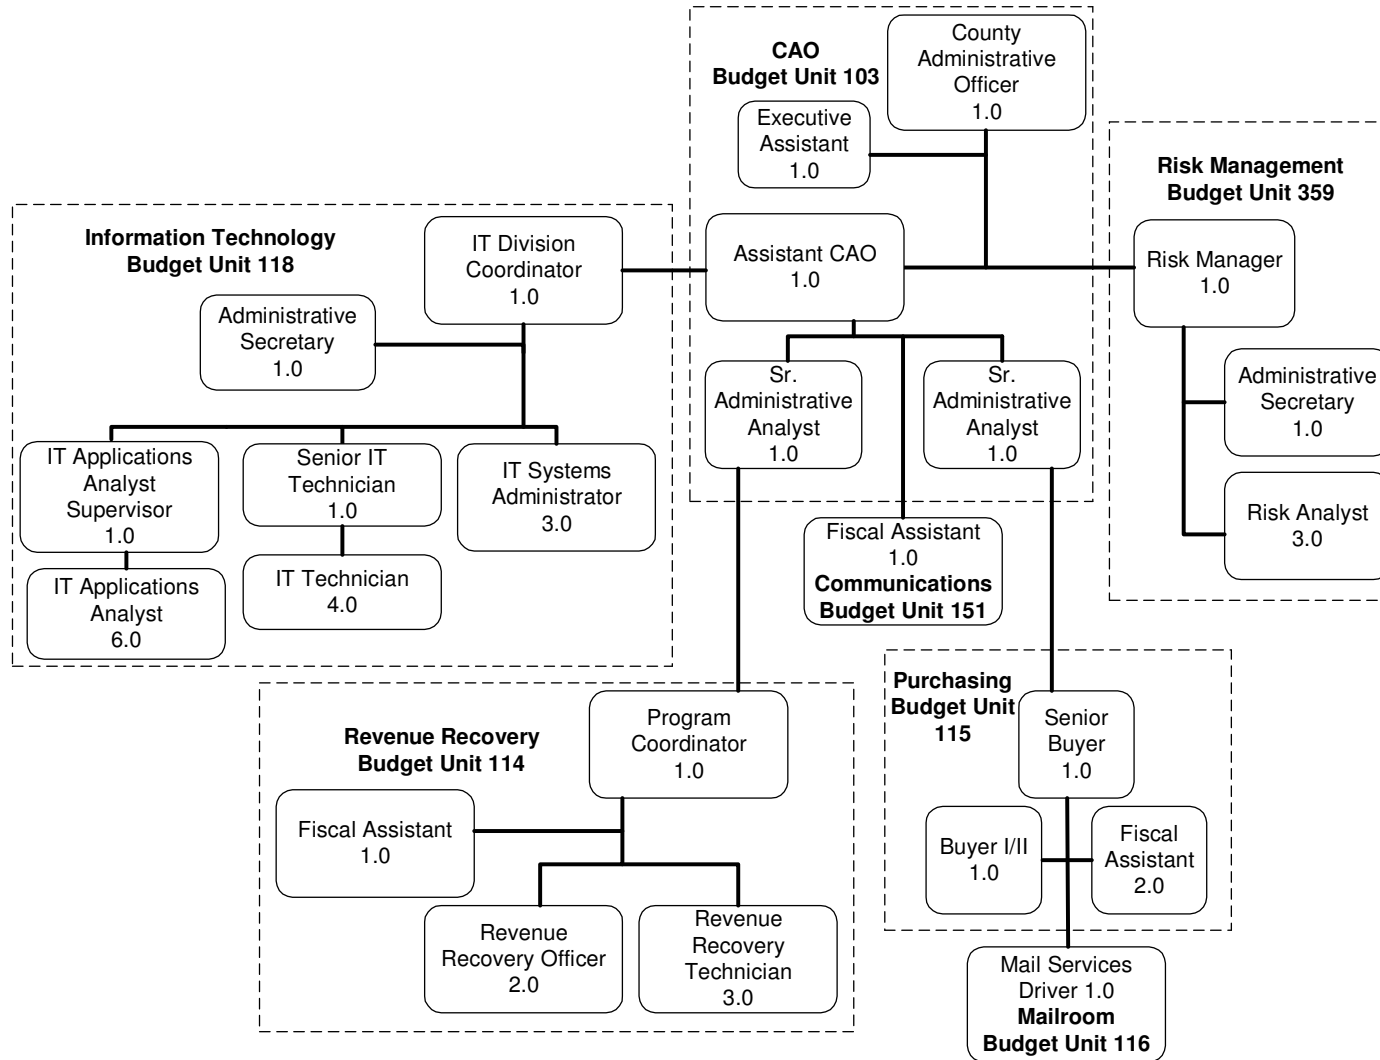 CAO
Budget Unit 103
County
Administrative
Officer
1.0
Executive
Assistant
1.0
Risk Management
Budget Unit 359
Information Technology
Budget Unit 118
IT Division
Coordinator
1.0
Assistant CAO
1.0
Risk Manager
1.0
Administrative
Secretary
1.0
Sr.
Administrative
Analyst
1.0
Sr.
Administrative
Analyst
1.0
Administrative
Secretary
1.0
IT Applications
Analyst
Supervisor
1.0
Senior IT
Technician
1.0
IT Systems
Administrator
3.0
Risk Analyst
3.0
IT Applications
Analyst
6.0
IT Technician
4.0
Fiscal Assistant
1.0
Communications
Budget Unit 151
Revenue Recovery
Budget Unit 114
Program
Coordinator
1.0
Purchasing
Budget Unit
115
Senior
Buyer
1.0
Fiscal Assistant
1.0
Buyer I/II
1.0
Fiscal
Assistant
2.0
Revenue
Recovery Officer
2.0
Revenue
Recovery
Technician
3.0
Mail Services
Driver 1.0
Mailroom
Budget Unit 116